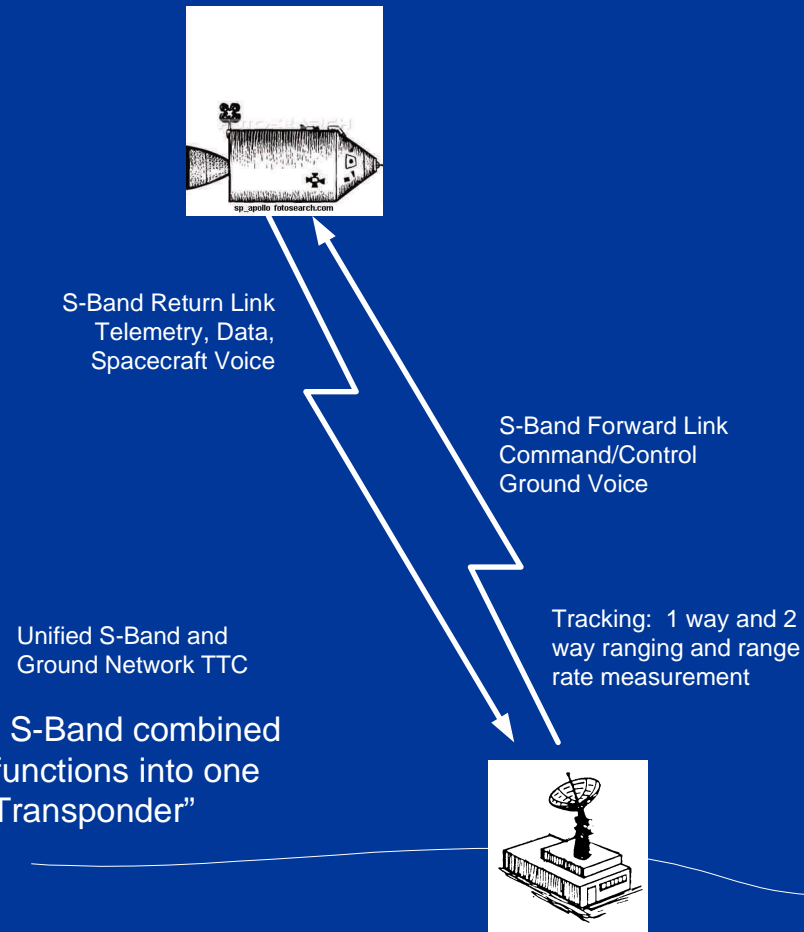 sp_apollo fotosearch.com
S-Band Return Link
Telemetry, Data,
Spacecraft Voice
S-Band Forward Link
Command/Control
Ground Voice
Tracking: 1 way and 2
way ranging and range
rate measurement
Unified S-Band and
Ground Network TTC
S-Band combined
functions into one
Transponder”